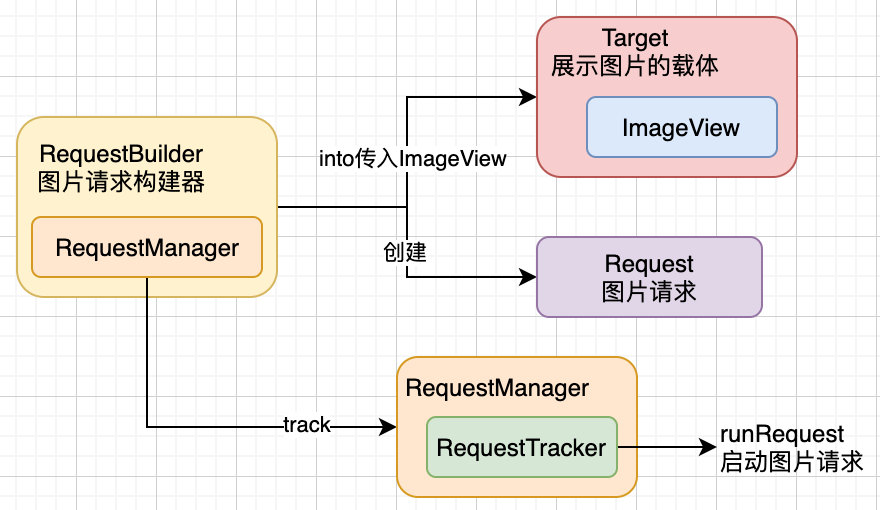 Target
展示图片的载体
ImageView
RequestBuilder
图片请求构建器
RequestManager
into传入ImageView
创建
Request
图片请求
RequestManager
track
RequestTracker
runRequest
启动图片请求